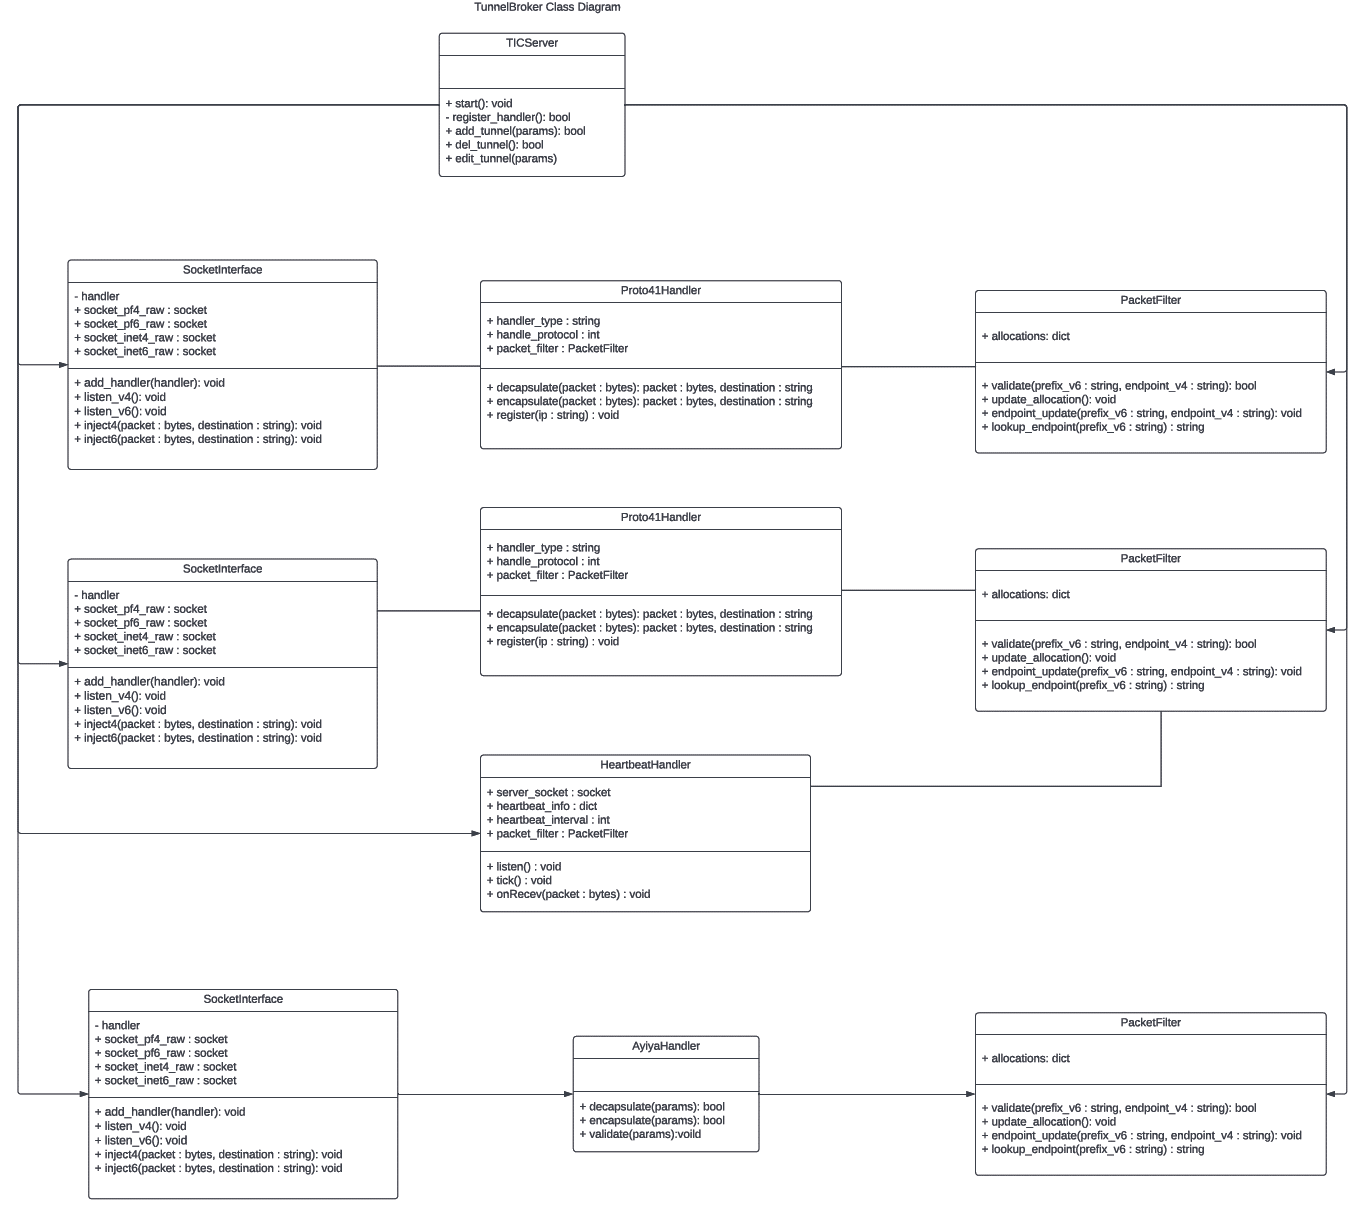 TunnelBroker Class Diagram
TICServer
+ start(): void
- register_handler(): bool
+ add_tunnel(params): bool
+ del_tunnel(): bool
+ edit_tunnel(params)
SocketInterface
- handler
+ socket_pf4_raw : socket
+ socket_pf6_raw : socket
+ socket_inet4_raw : socket
+ socket_inet6_raw : socket
+ add_handler(handler): void
+ listen_v4(): void
+ listen_v6(): void
+ inject4(packet : bytes, destination : string): void
+ inject6(packet : bytes, destination : string): void
Proto41Handler
+ handler_type : string
+ handle_protocol : int
+ packet_filter : PacketFilter
+ decapsulate(packet : bytes): packet : bytes, destination : string
+ encapsulate(packet : bytes): packet : bytes, destination : string
+ register(ip : string) : void
PacketFilter
+ allocations: dict
+ validate(prefix_v6 : string, endpoint_v4 : string): bool
+ update_allocation(): void
+ endpoint_update(prefix_v6 : string, endpoint_v4 : string): void
+ lookup_endpoint(prefix_v6 : string) : string
SocketInterface
- handler
+ socket_pf4_raw : socket
+ socket_pf6_raw : socket
+ socket_inet4_raw : socket
+ socket_inet6_raw : socket
+ add_handler(handler): void
+ listen_v4(): void
+ listen_v6(): void
+ inject4(packet : bytes, destination : string): void
+ inject6(packet : bytes, destination : string): void
Proto41Handler
+ handler_type : string
+ handle_protocol : int
+ packet_filter : PacketFilter
+ decapsulate(packet : bytes): packet : bytes, destination : string
+ encapsulate(packet : bytes): packet : bytes, destination : string
+ register(ip : string) : void
PacketFilter
+ allocations: dict
+ validate(prefix_v6 : string, endpoint_v4 : string): bool
+ update_allocation(): void
+ endpoint_update(prefix_v6 : string, endpoint_v4 : string): void
+ lookup_endpoint(prefix_v6 : string) : string
HeartbeatHandler
+ server_socket : socket
+ heartbeat_info : dict
+ heartbeat_interval : int
+ packet_filter : PacketFilter
+ listen() : void
+ tick() : void
+ onRecev(packet : bytes) : void
SocketInterface
- handler
+ socket_pf4_raw : socket
+ socket_pf6_raw : socket
+ socket_inet4_raw : socket
+ socket_inet6_raw : socket
+ add_handler(handler): void
+ listen_v4(): void
+ listen_v6(): void
+ inject4(packet : bytes, destination : string): void
+ inject6(packet : bytes, destination : string): void
AyiyaHandler
+ decapsulate(params): bool
+ encapsulate(params): bool
+ validate(params):voild
PacketFilter
+ allocations: dict
+ validate(prefix_v6 : string, endpoint_v4 : string): bool
+ update_allocation(): void
+ endpoint_update(prefix_v6 : string, endpoint_v4 : string): void
+ lookup_endpoint(prefix_v6 : string) : string